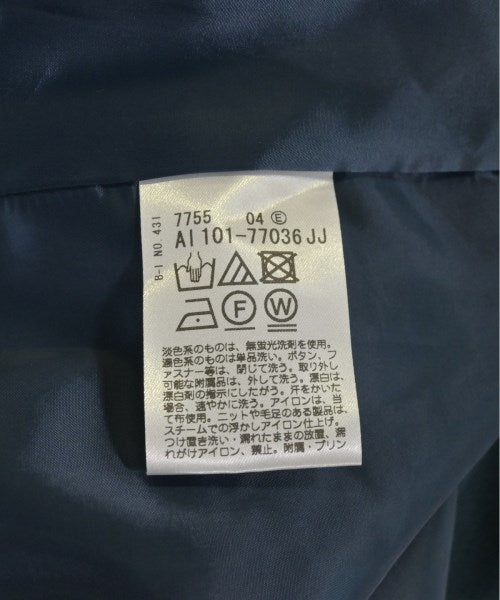 B-I NO.431
7755 04 Ⓔ
AI 101-77036 JJ
F W
淡色系のものは、無蛍光洗剤を使用。
濃色系のものは単品洗い。ボタン、フ
ァスナー等は、閉じて洗う。取り外し
可能な附属品は、外して洗う。漂白は、
漂白剤の指示にしたがう。汗をかいた
場合、速やかに洗う。アイロンは、当
て布使用。ニットや毛足のある製品は、
スチームでの浮かしアイロン仕上げ。
つけ置き洗い・濡れたままの放置、濡
れがけアイロン、禁止。附属・プリン